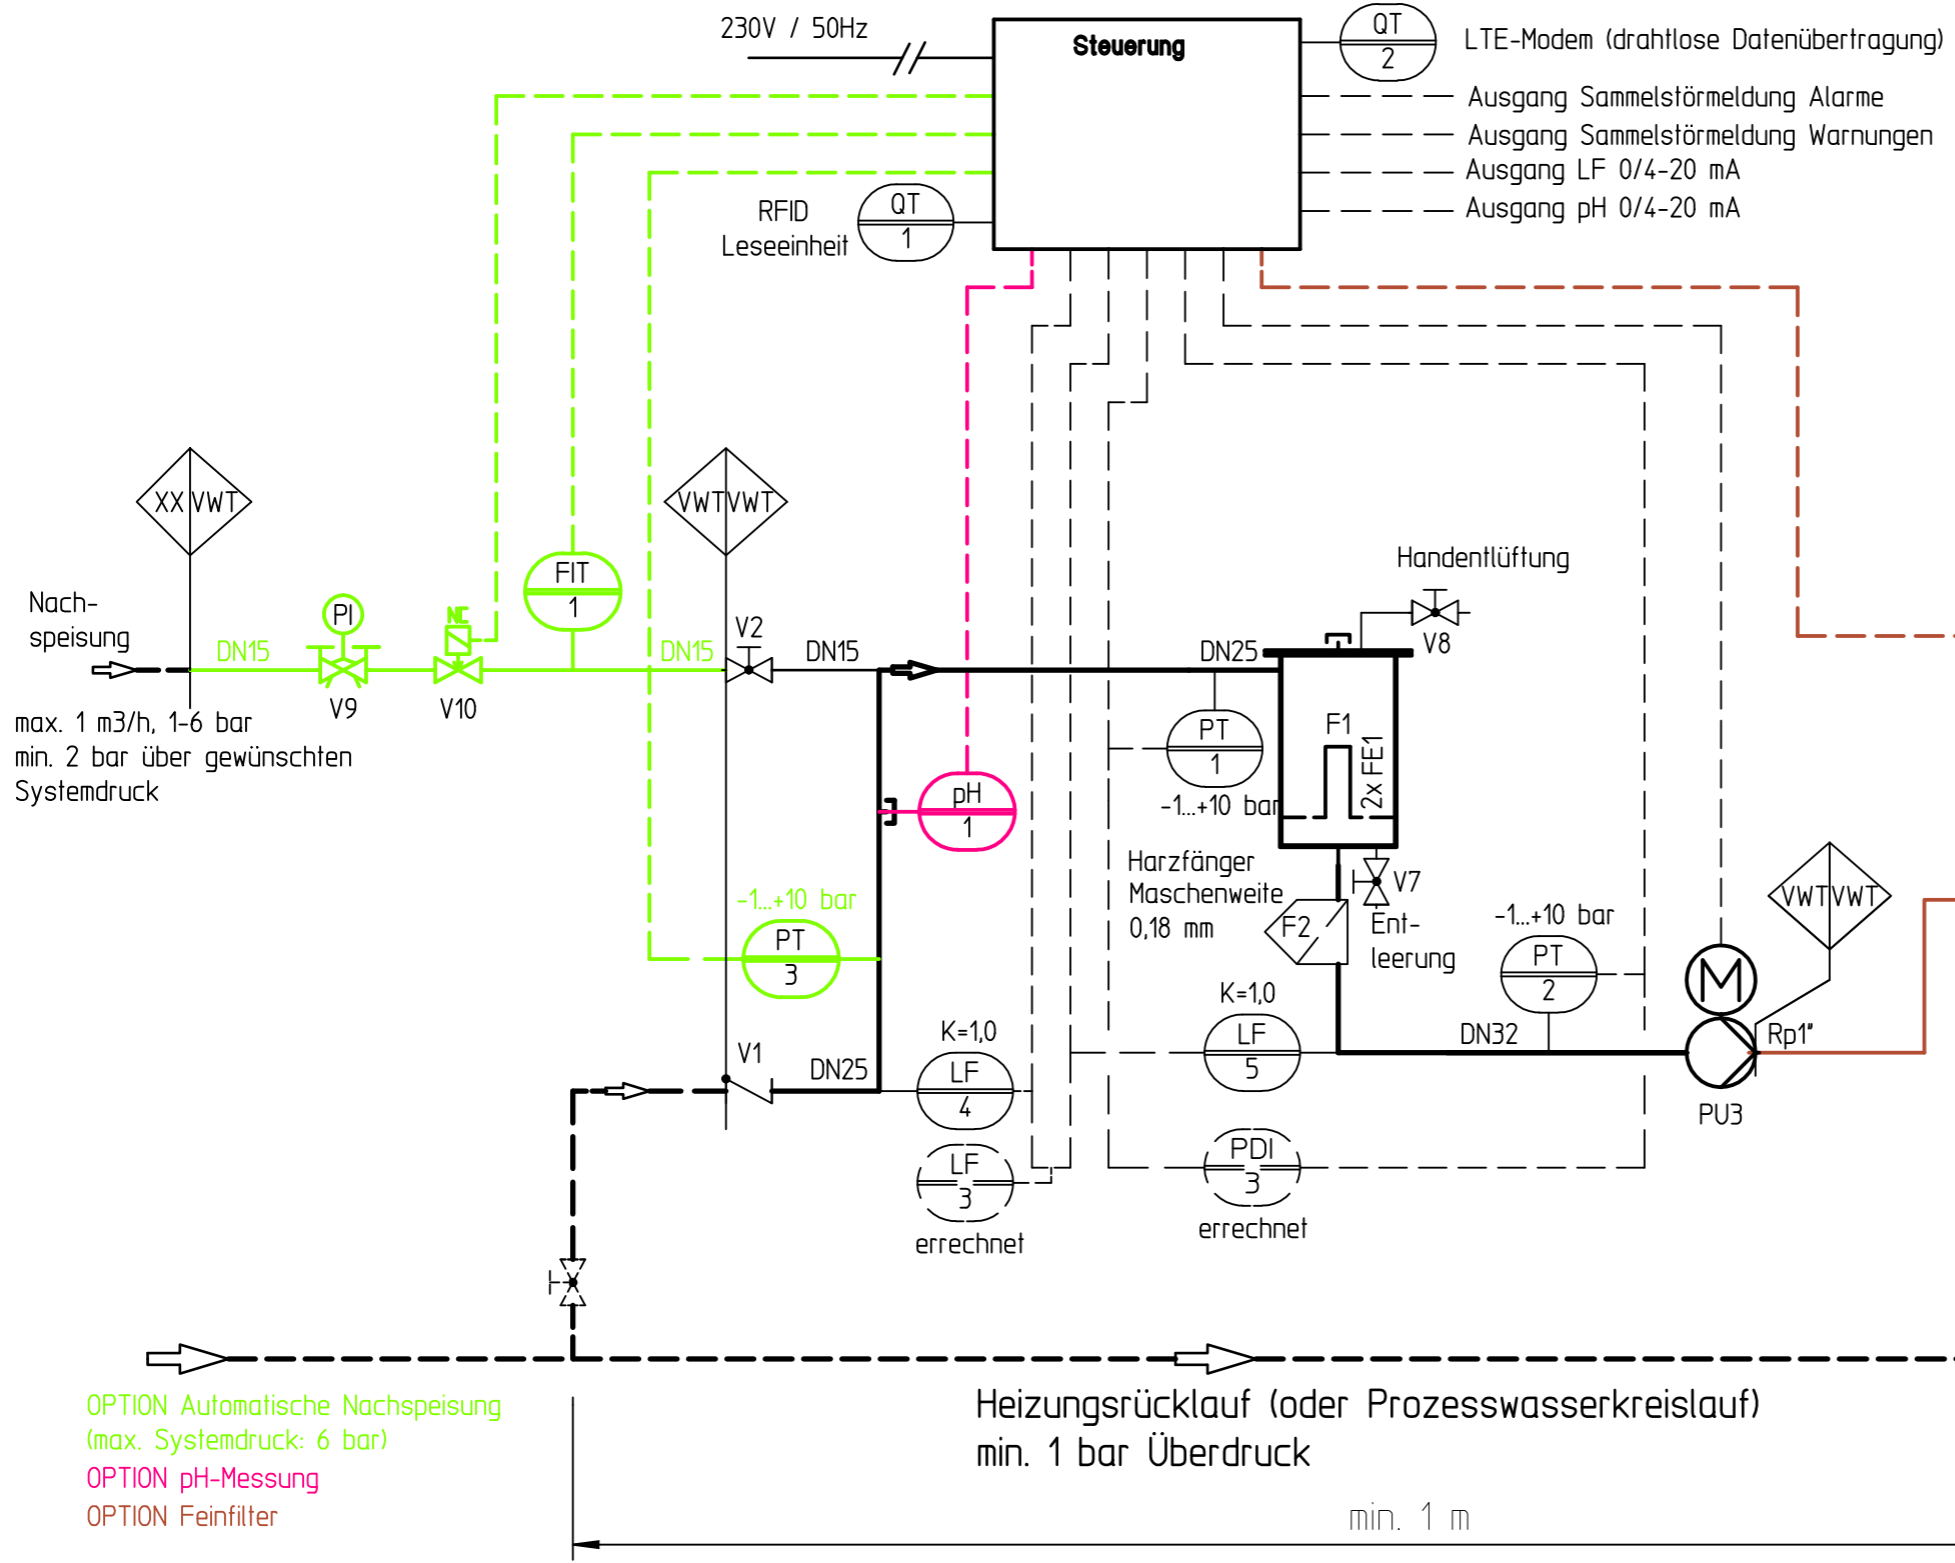 230V / 50Hz
Steuerung
QT
2
LTE-Modem (drahtlose Datenübertragung)
Ausgang Sammelstörmeldung Alarme
Ausgang Sammelstörmeldung Warnungen
Ausgang LF 0/4-20 mA
Ausgang pH 0/4-20 mA
RFID
Leseeinheit
QT
1
XX VWT
VWT VWT
Nach-
speisung
DN15
PI
V9
NC
V10
FIT
1
DN15
V2
DN15
DN25
Handentlüftung
V8
max. 1 m3/h, 1-6 bar
min. 2 bar über gewünschten
Systemdruck
PT
1
-1...+10 bar
F1
2x FE1
pH
1
Harzfänger
Maschenweite
0,18 mm
F2
V7
Ent-
leerung
-1...+10 bar
PT
3
-1...+10 bar
PT
2
VWT VWT
M
K=1,0
LF
5
DN32
Rp1"
PU3
V1
DN25
K=1,0
LF
4
LF
3
errechnet
PDI
3
errechnet
OPTION Automatische Nachspeisung
(max. Systemdruck: 6 bar)
OPTION pH-Messung
OPTION Feinfilter
Heizungsrücklauf (oder Prozesswasserkreislauf)
min. 1 bar Überdruck
min. 1 m